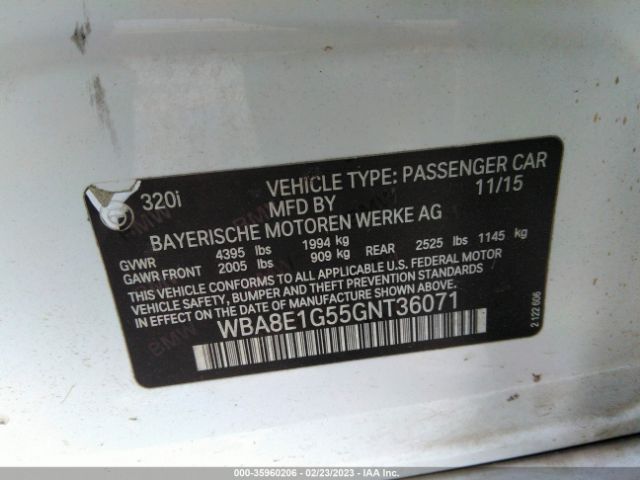 320i VEHICLE TYPE: PASSENGER CAR
MFD BY 11/15
BAYERISCHE MOTOREN WERKE AG
GVWR 4395 lbs 1994 kg
GAWR FRONT 2005 lbs 909 kg REAR 2525 lbs 1145 kg
THIS VEHICLE CONFORMS TO ALL APPLICABLE U.S. FEDERAL MOTOR
VEHICLE SAFETY, BUMPER AND THEFT PREVENTION STANDARDS IN
EFFECT ON THE DATE OF MANUFACTURE SHOWN ABOVE.
WBA8E1G55GNT36071
2 122 606
000-35960206 - 02/23/2023 - IAA Inc.